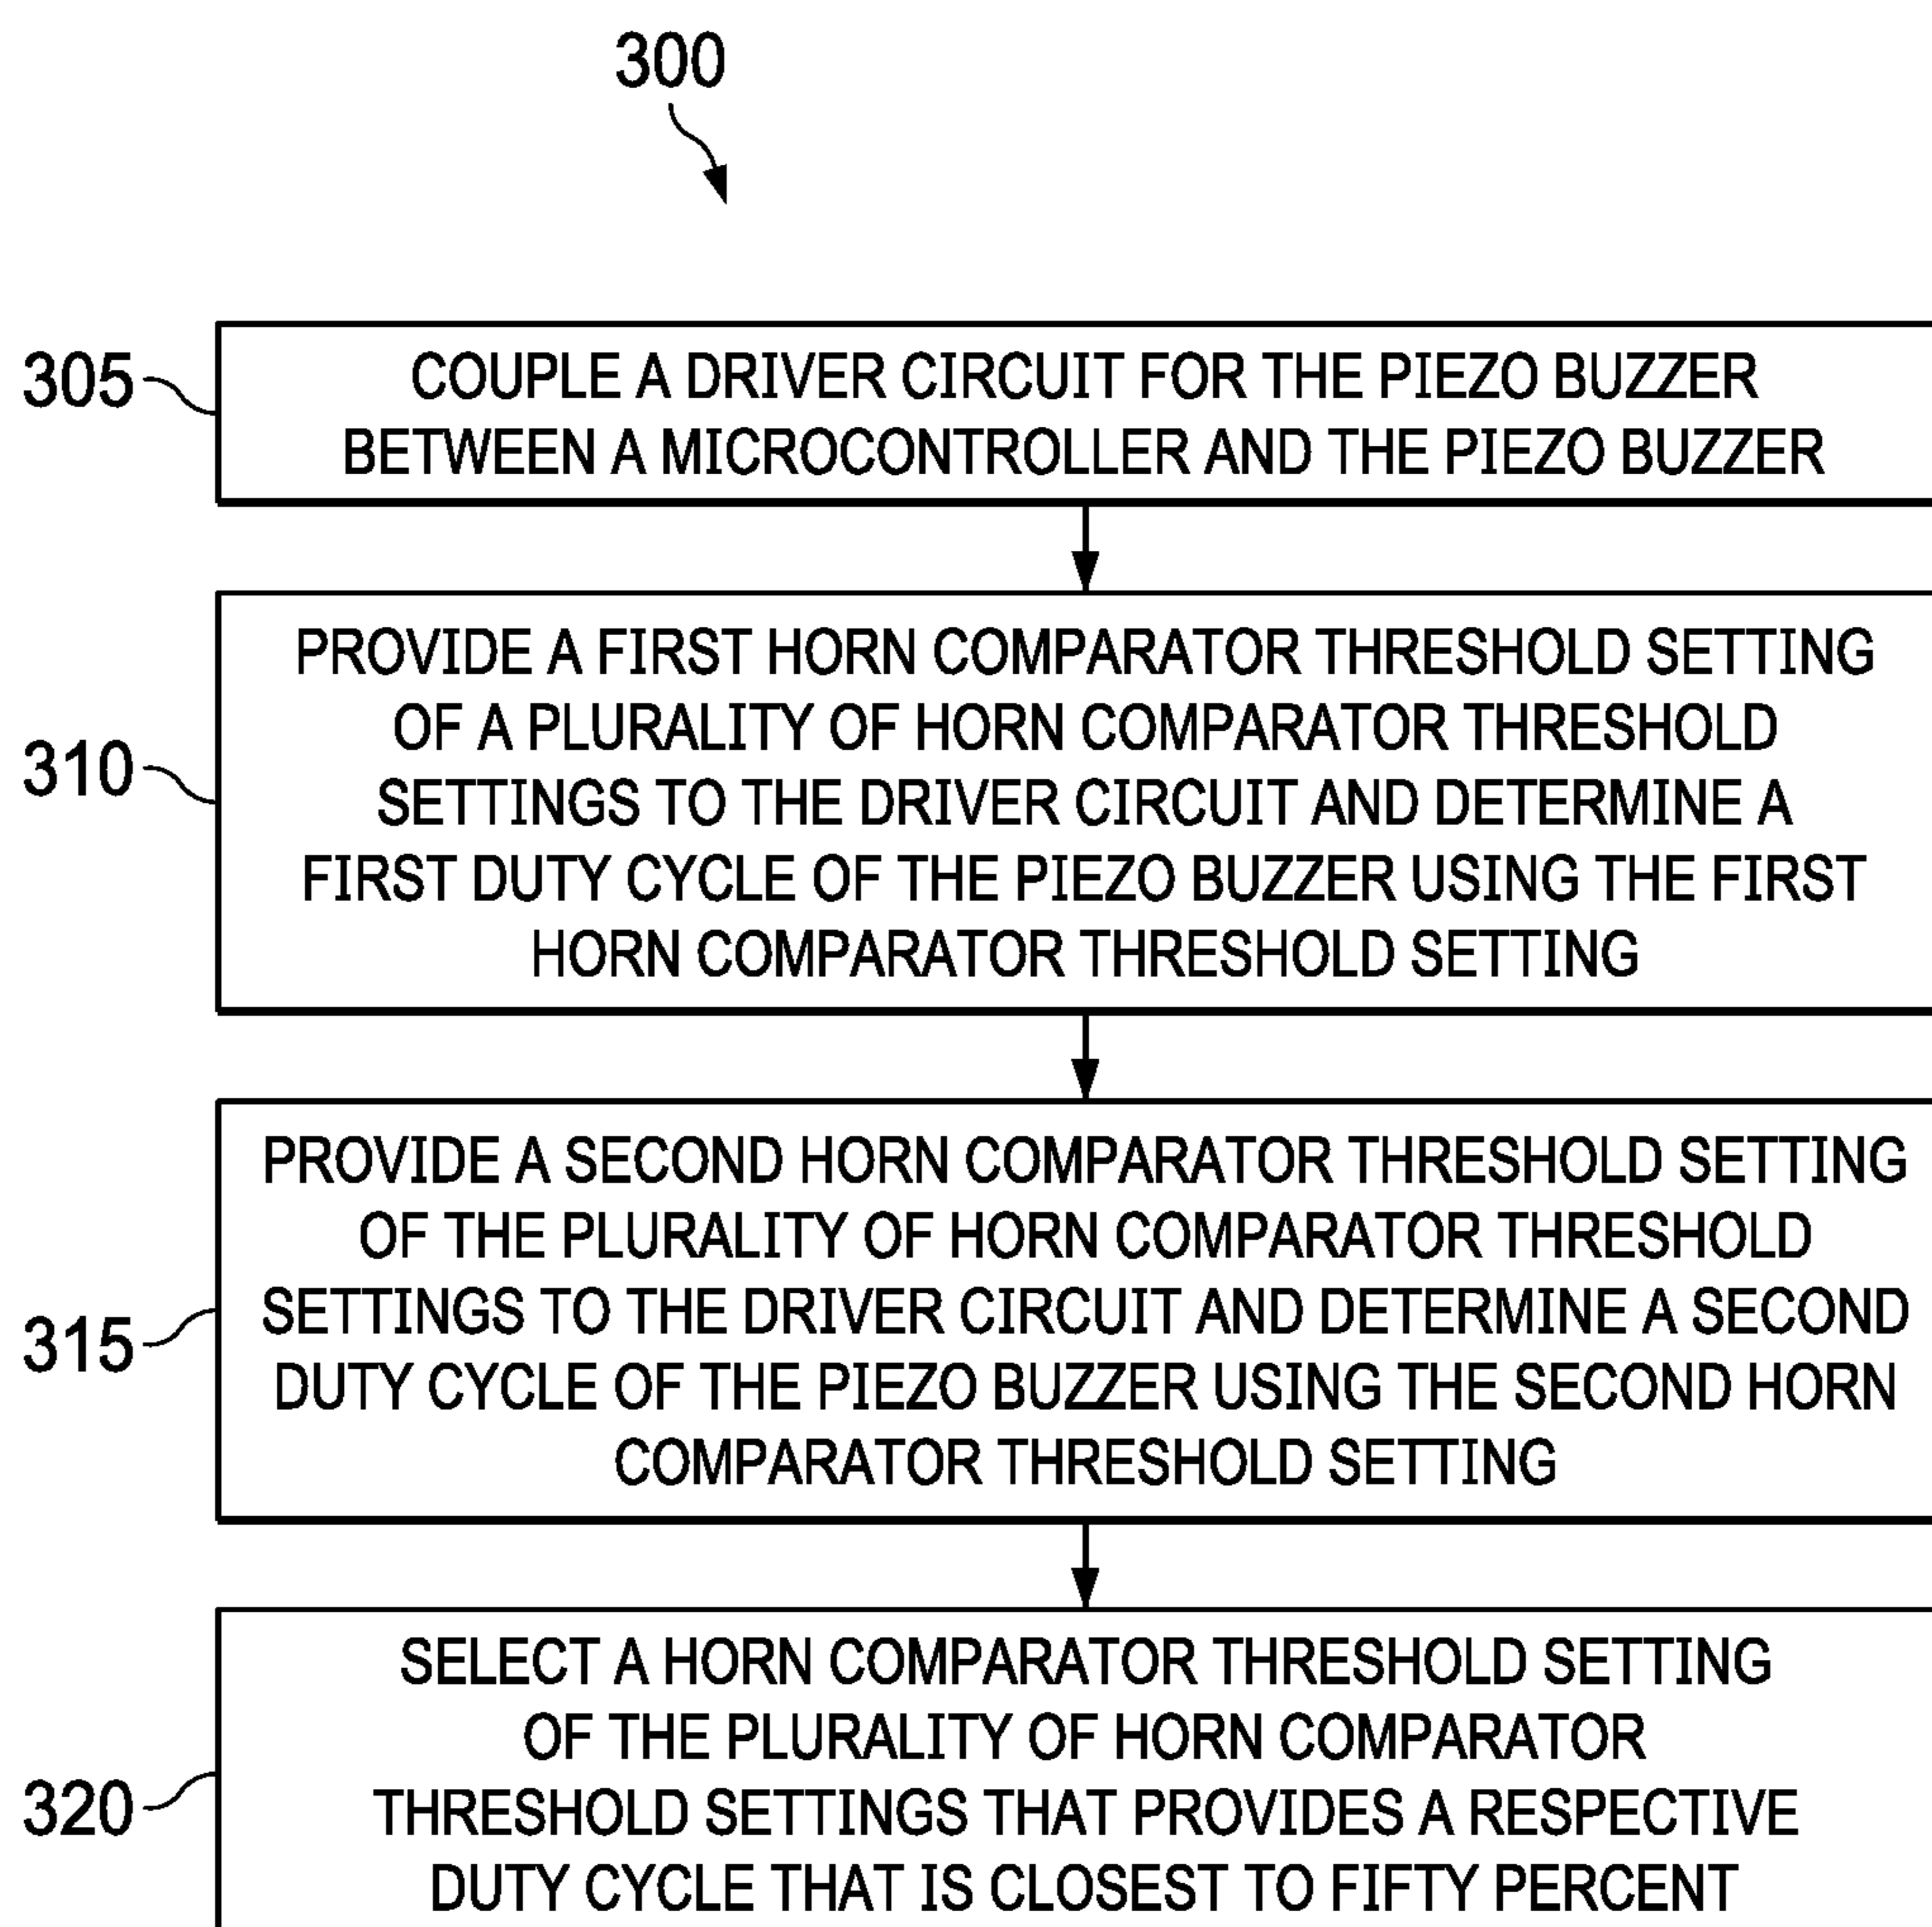 300
305
COUPLE A DRIVER CIRCUIT FOR THE PIEZO BUZZER
BETWEEN A MICROCONTROLLER AND THE PIEZO BUZZER
310
PROVIDE A FIRST HORN COMPARATOR THRESHOLD SETTING
OF A PLURALITY OF HORN COMPARATOR THRESHOLD
SETTINGS TO THE DRIVER CIRCUIT AND DETERMINE A
FIRST DUTY CYCLE OF THE PIEZO BUZZER USING THE FIRST
HORN COMPARATOR THRESHOLD SETTING
315
PROVIDE A SECOND HORN COMPARATOR THRESHOLD SETTING
OF THE PLURALITY OF HORN COMPARATOR THRESHOLD
SETTINGS TO THE DRIVER CIRCUIT AND DETERMINE A SECOND
DUTY CYCLE OF THE PIEZO BUZZER USING THE SECOND HORN
COMPARATOR THRESHOLD SETTING
320
SELECT A HORN COMPARATOR THRESHOLD SETTING
OF THE PLURALITY OF HORN COMPARATOR
THRESHOLD SETTINGS THAT PROVIDES A RESPECTIVE
DUTY CYCLE THAT IS CLOSEST TO FIFTY PERCENT